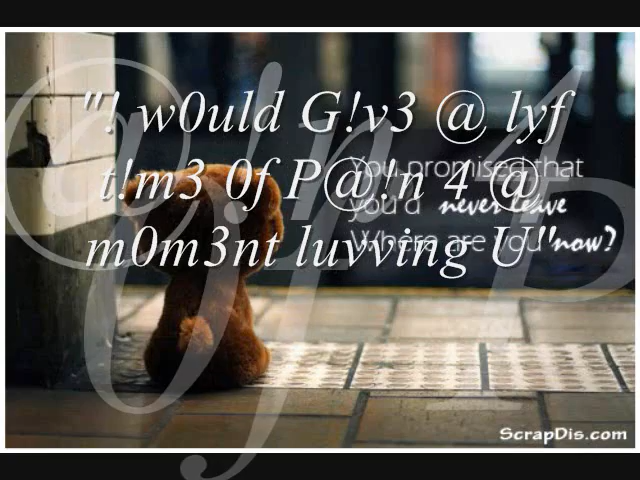 "! w0uld G!v3 @ lyf
t!m3 0f P@!n 4 @
m0m3nt luvving U"
You promised that
you'd never leave
Where are you now?
ScrapDis.com